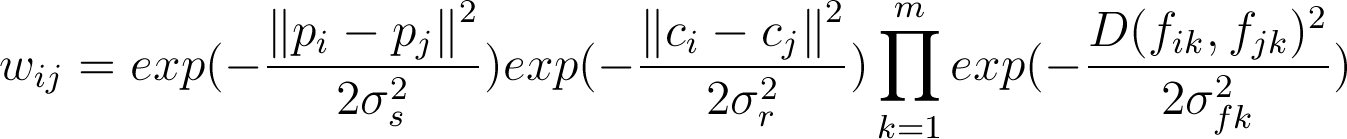 w_{ij} = exp(-\frac{\|p_i - p_j\|^2}{2\sigma_s^2})exp(-\frac{\|c_i - c_j\|^2}{2\sigma_r^2})\prod_{k=1}^{m} exp(-\frac{D(f_{ik}, f_{jk})^2}{2\sigma_{fk}^2})